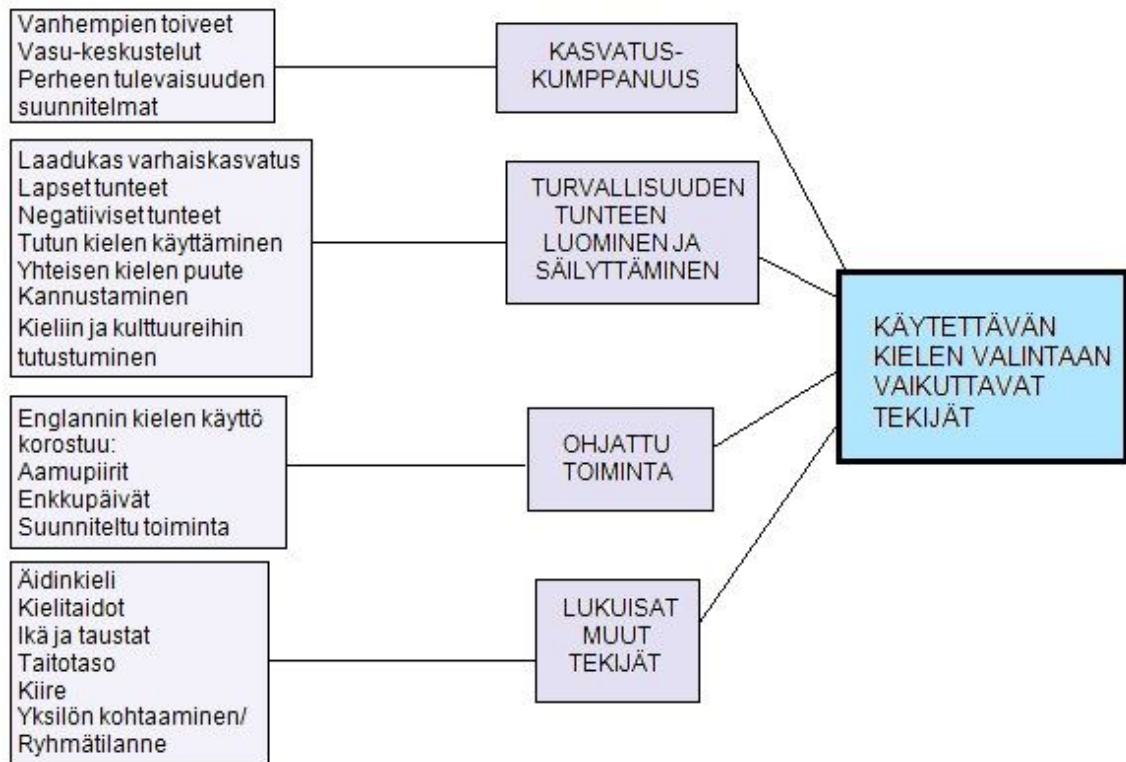 Vanhempien toiveet
Vasu-keskustelut
Perheen tulevaisuuden
suunnitelmat
KASVATUS-
KUMPPANUUS
Laadukas varhaiskasvatus
Lapset tunteet
Negatiiviset tunteet
Tutun kielen käyttäminen
Yhteisen kielen puute
Kannustaminen
Kieliin ja kulttuureihin
tutustuminen
TURVALLISUUDEN
TUNTEEN
LUOMINEN JA
SÄILYTTÄMINEN
Englannin kielen käyttö
korostuu:
Aamupiirit
Enkkupäivät
Suunniteltu toiminta
OHJATTU
TOIMINTA
Äidinkieli
Kielitaidot
Ikä ja taustat
Taitotaso
Kiire
Yksilön kohtaaminen/
Ryhmätilanne
LUKUISAT
MUUT
TEKIJÄT
KÄYTETTÄVÄN
KIELEN VALINTAAN
VAIKUTTAVAT
TEKIJÄT